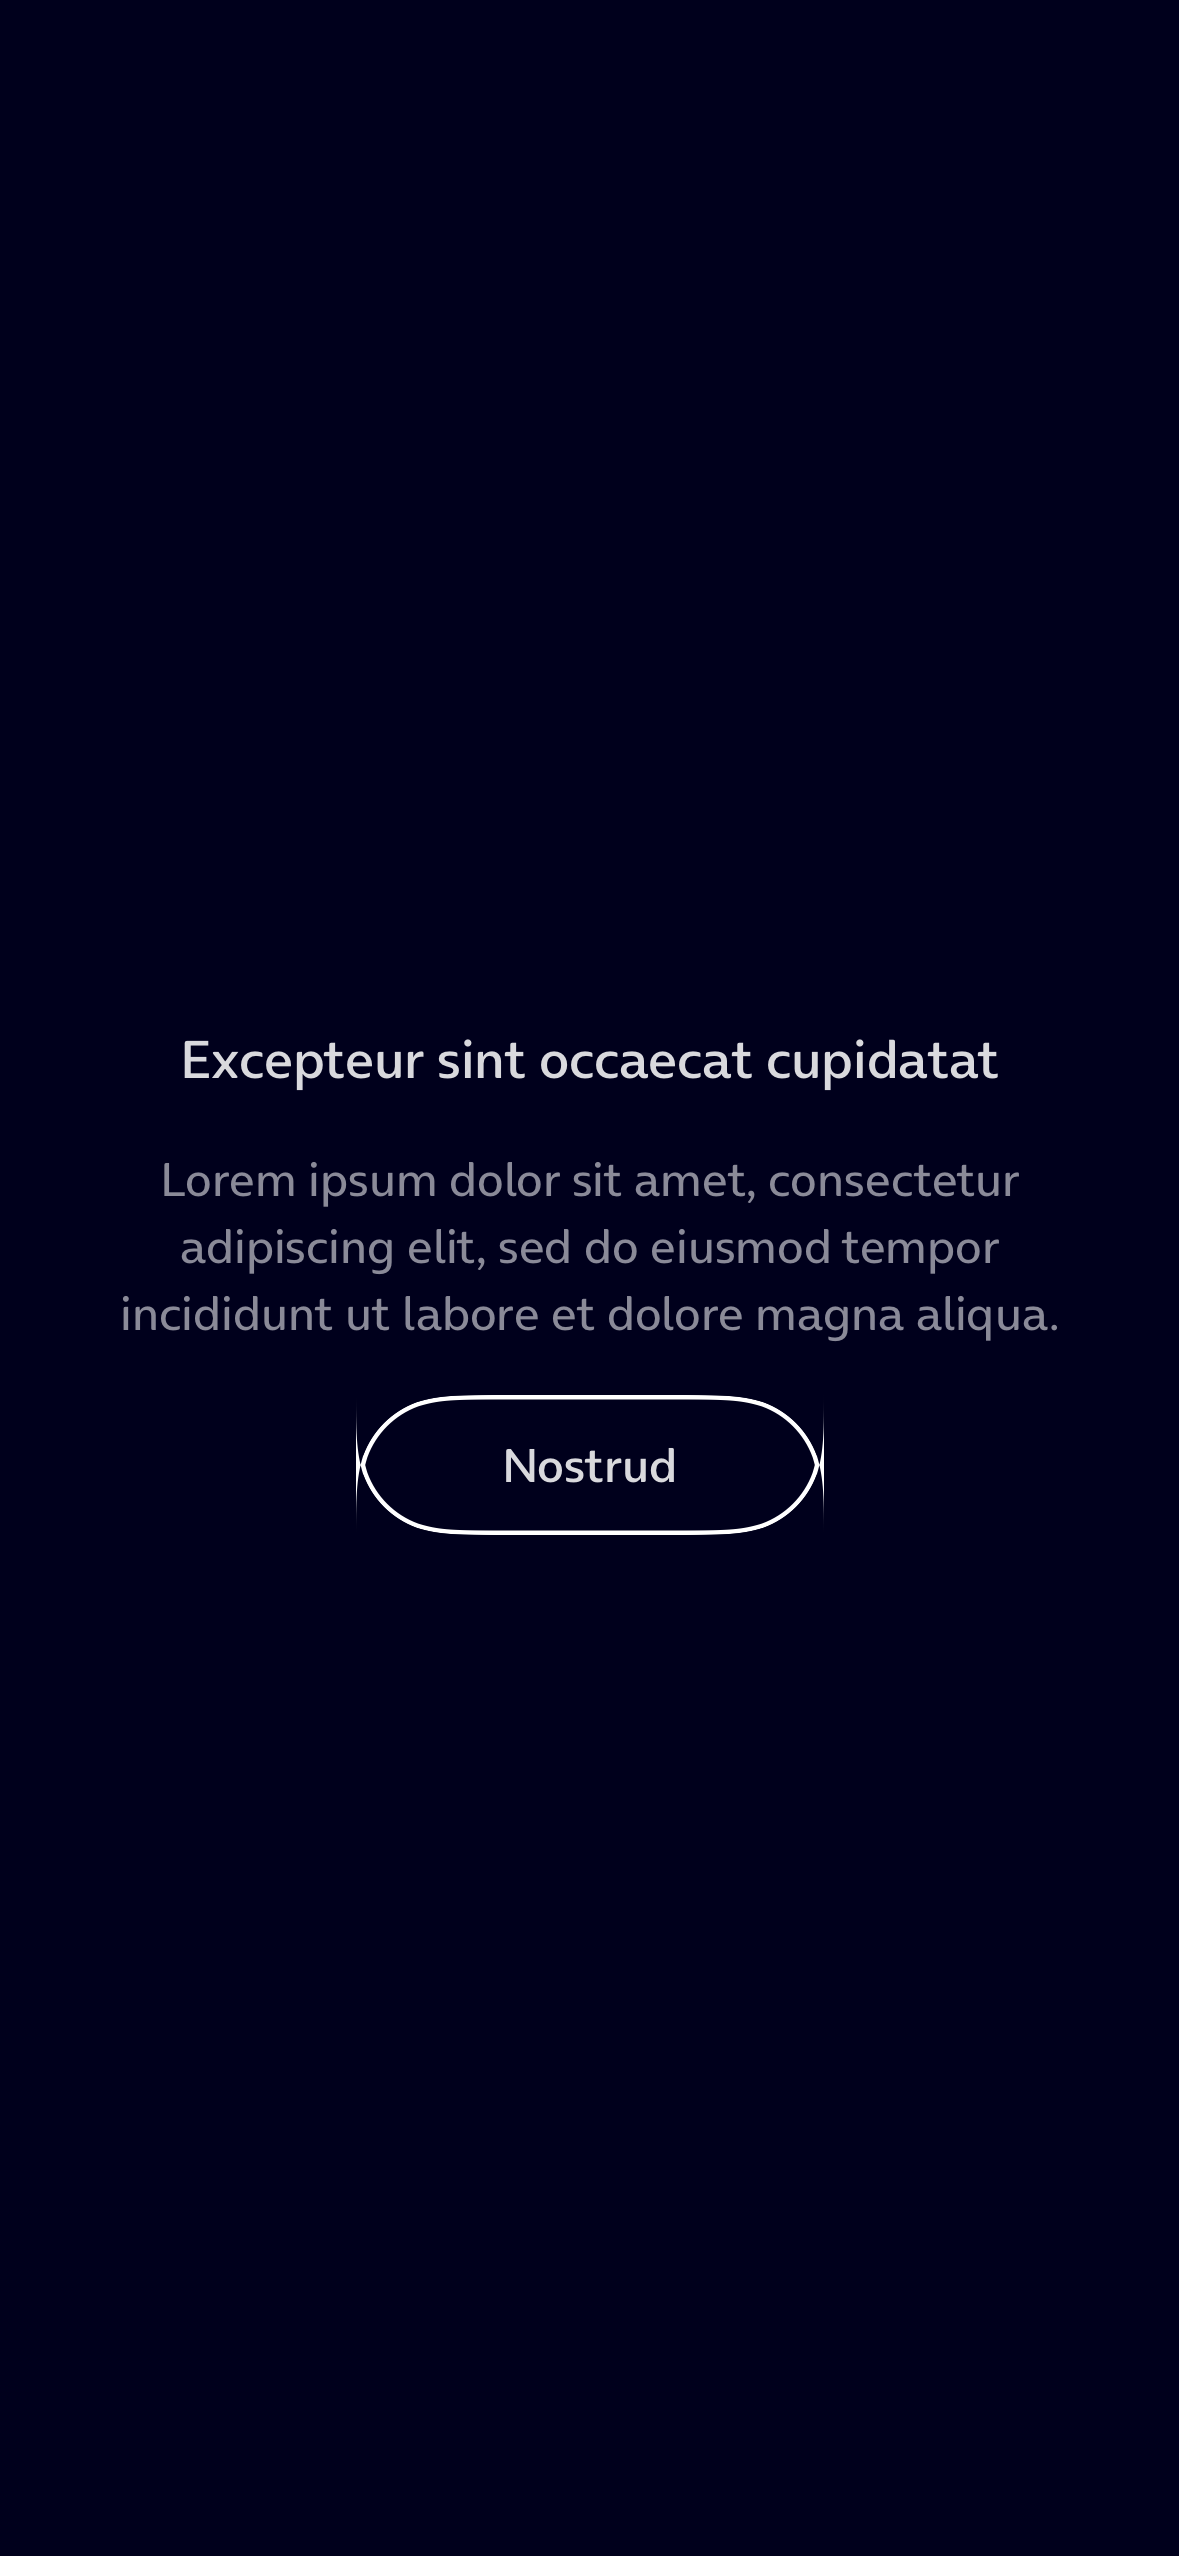 Excepteur sint occaecat cupidatat
Lorem ipsum dolor sit amet, consectetur
adipiscing elit, sed do eiusmod tempor
incididunt ut labore et dolore magna aliqua.
Nostrud